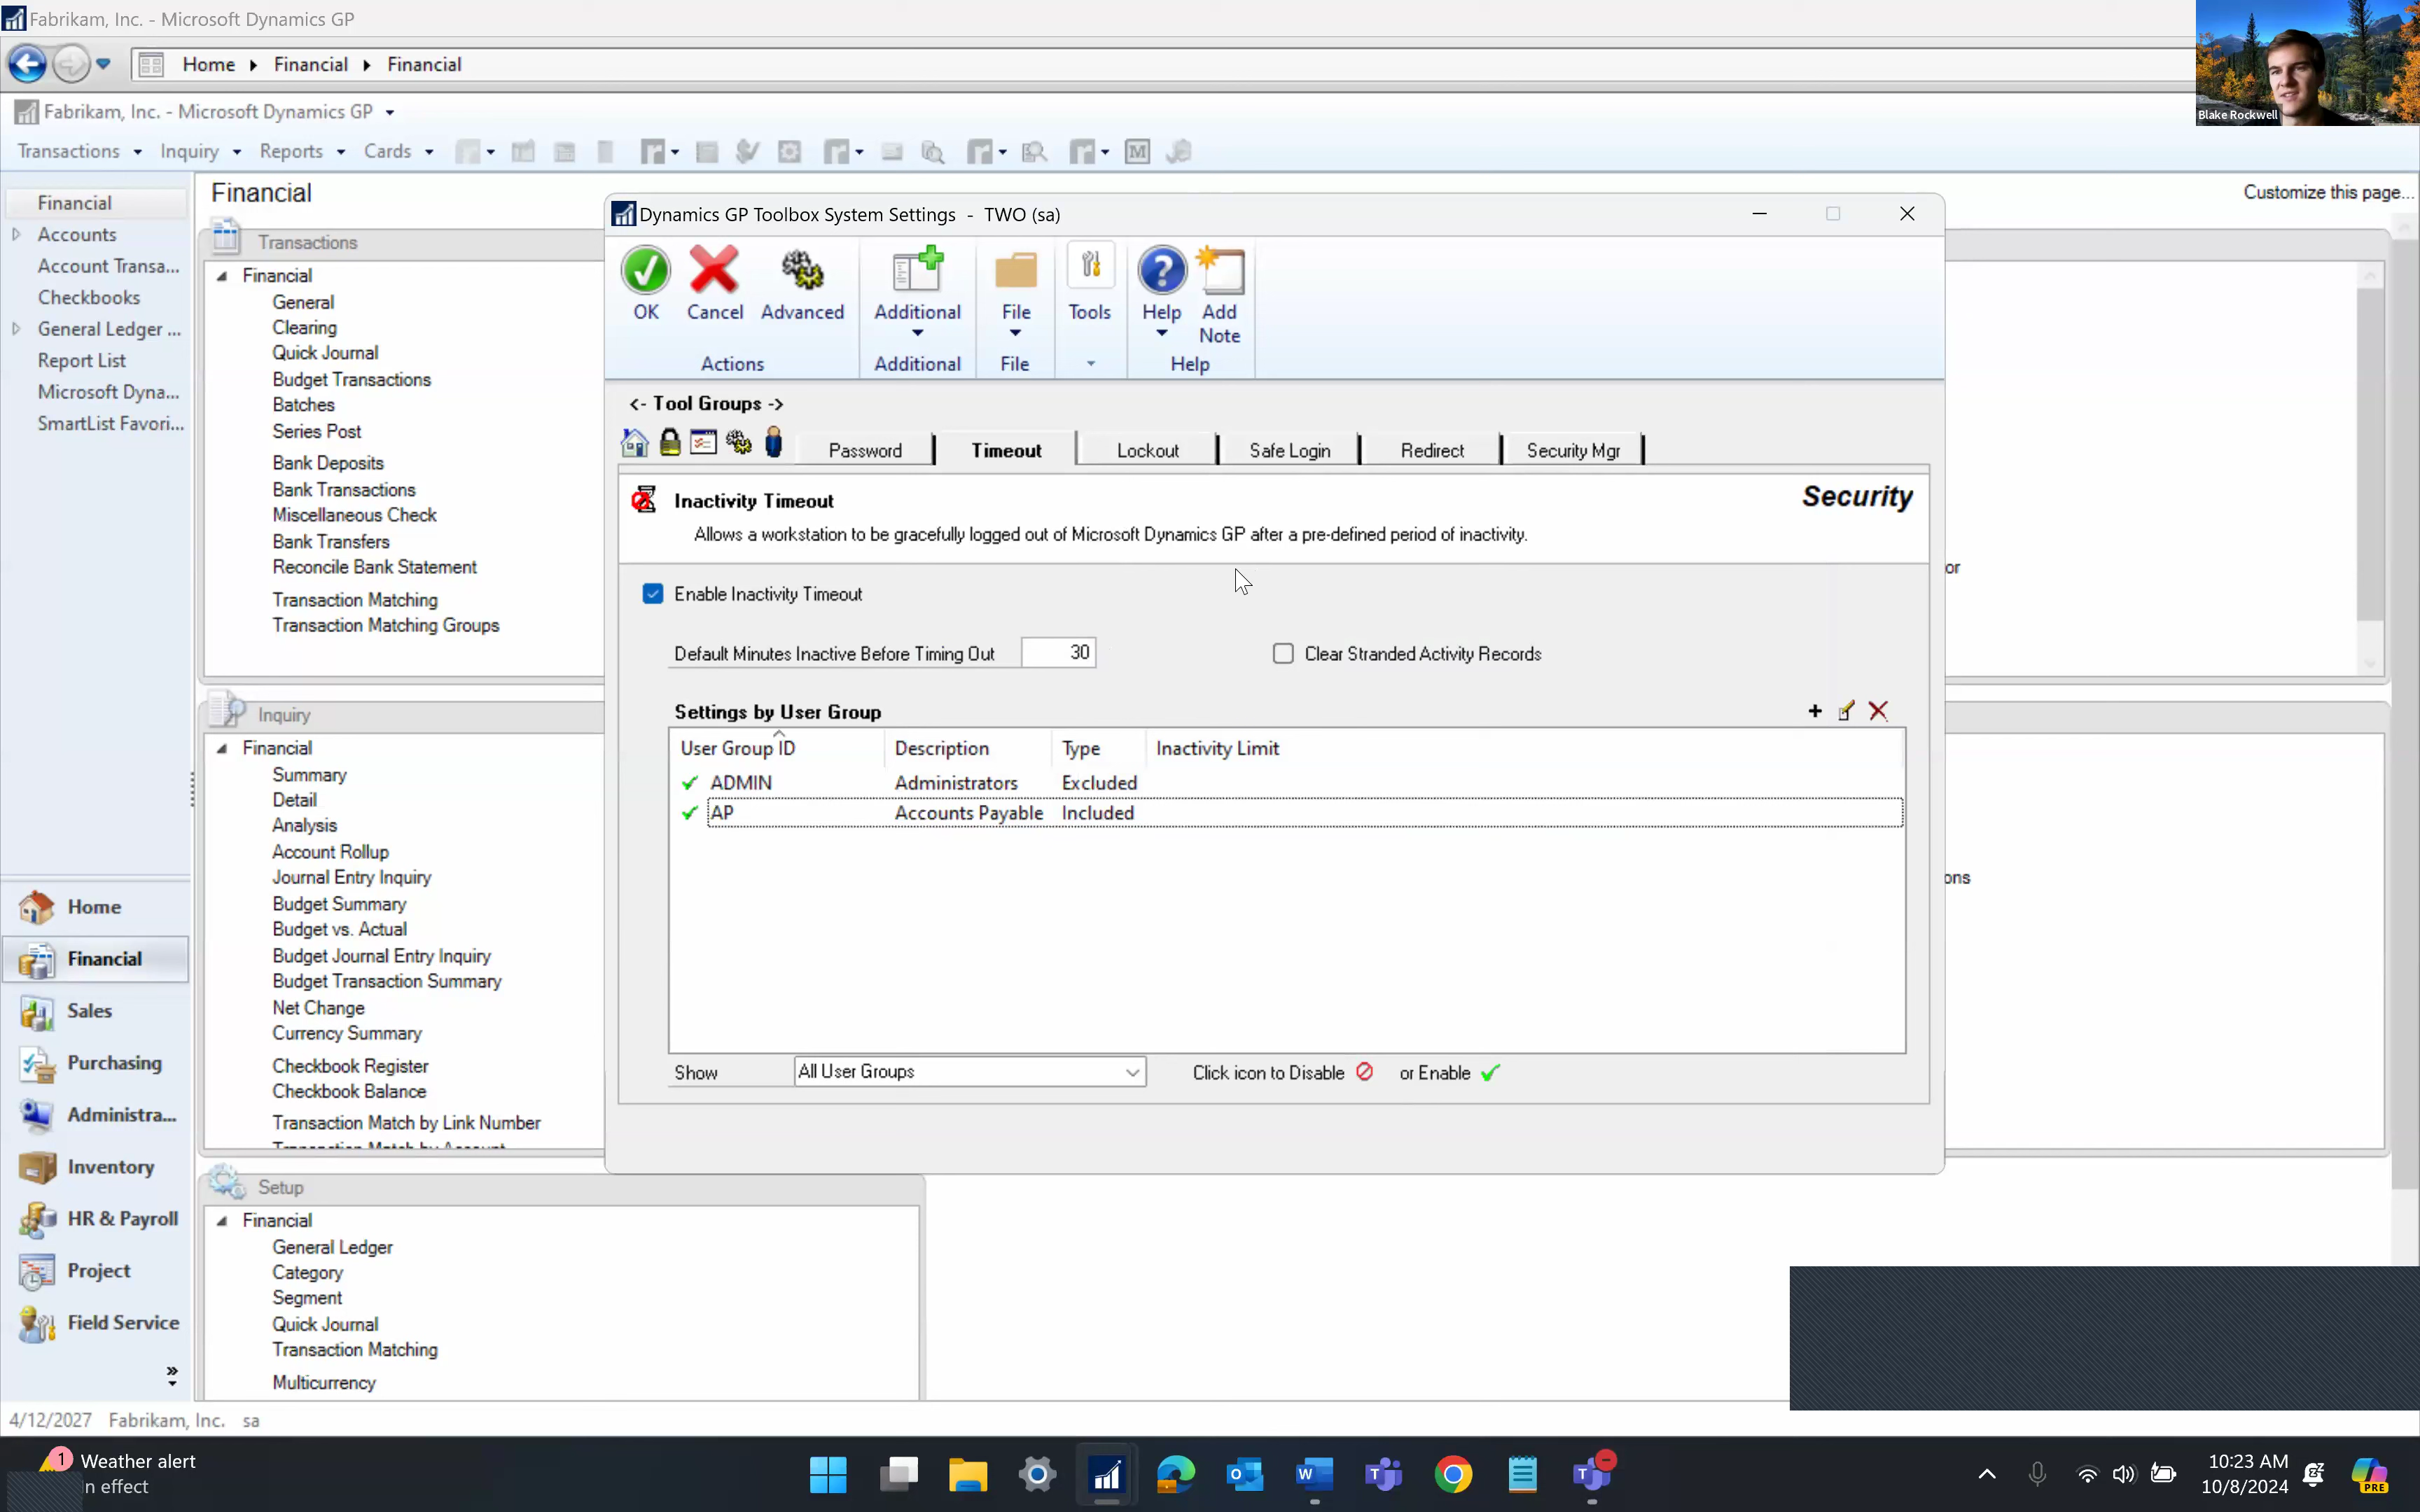 Fabrikam, Inc. - Microsoft Dynamics GP
Home
Financial
Financial
Blake Rockwell
Fabrikam, Inc. - Microsoft Dynamics GP
Transactions
Inquiry
Reports
Cards
Financial
Accounts
Account Transa...
Checkbooks
General Ledger ...
Report List
Microsoft Dyna...
SmartList Favori...
Home
Financial
Sales
Purchasing
Administra...
Inventory
HR & Payroll
Project
Field Service
Financial
Customize this page...
Transactions
Financial
General
Clearing
Quick Journal
Budget Transactions
Batches
Series Post
Bank Deposits
Bank Transactions
Miscellaneous Check
Bank Transfers
Reconcile Bank Statement
Transaction Matching
Transaction Matching Groups
Inquiry
Financial
Summary
Detail
Analysis
Account Rollup
Journal Entry Inquiry
Budget Summary
Budget vs. Actual
Budget Journal Entry Inquiry
Budget Transaction Summary
Net Change
Currency Summary
Checkbook Register
Checkbook Balance
Transaction Match by Link Number
Setup
Financial
General Ledger
Category
Segment
Quick Journal
Transaction Matching
Multicurrency
Dynamics GP Toolbox System Settings - TWO (sa)
OK
Cancel
Advanced
Additional
File
Tools
Help
Add Note
Actions
Additional
File
Help
<- Tool Groups ->
Password
Timeout
Lockout
Safe Login
Redirect
Security Mgr
Inactivity Timeout
Security
Allows a workstation to be gracefully logged out of Microsoft Dynamics GP after a pre-defined period of inactivity.
Enable Inactivity Timeout
Default Minutes Inactive Before Timing Out 30
Clear Stranded Activity Records
Settings by User Group
User Group ID Description Type Inactivity Limit
ADMIN Administrators Excluded
AP Accounts Payable Included
Show All User Groups
Click icon to Disable or Enable
or
ons
4/12/2027 Fabrikam, Inc. sa
1
Weather alert
In effect
PRE
10:23 AM
10/8/2024